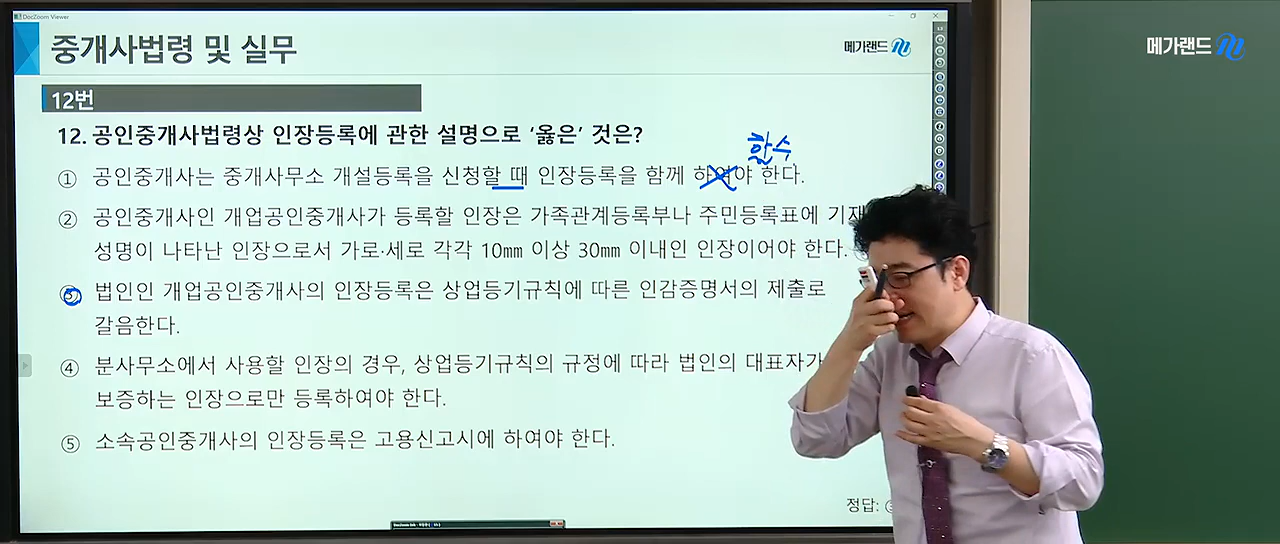 DocZoom Viewer
중개사법령 및 실무
메가랜드
메가랜드
12번
12. 공인중개사법령상 인장등록에 관한 설명으로 ‘옳은’ 것은?
할 수
① 공인중개사는 중개사무소 개설등록을 신청할 때 인장등록을 함께 하여야 한다.
② 공인중개사인 개업공인중개사가 등록할 인장은 가족관계등록부나 주민등록표에 기재
성명이 나타난 인장으로서 가로·세로 각각 10㎜ 이상 30㎜ 이내인 인장이어야 한다.
③ 법인인 개업공인중개사의 인장등록은 상업등기규칙에 따른 인감증명서의 제출로
갈음한다.
④ 분사무소에서 사용할 인장의 경우, 상업등기규칙의 규정에 따라 법인의 대표자가
보증하는 인장으로만 등록하여야 한다.
⑤ 소속공인중개사의 인장등록은 고용신고시에 하여야 한다.
정답: ③